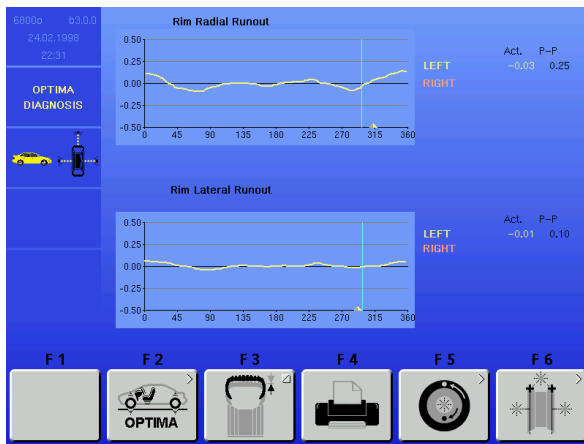 6800o b3.0.0
24.02.1998
22:31
OPTIMA
DIAGNOSIS
Rim Radial Runout
0.50
0.25
0.00
-0.25
-0.50
0 45 90 135 180 225 270 315 360
Act. P-P
LEFT -0.03 0.25
RIGHT
Rim Lateral Runout
0.50
0.25
0.00
-0.25
-0.50
0 45 90 135 180 225 270 315 360
Act. P-P
LEFT -0.01 0.10
RIGHT
F 1 F 2 F 3 F 4 F 5 F 6
OPTIMA